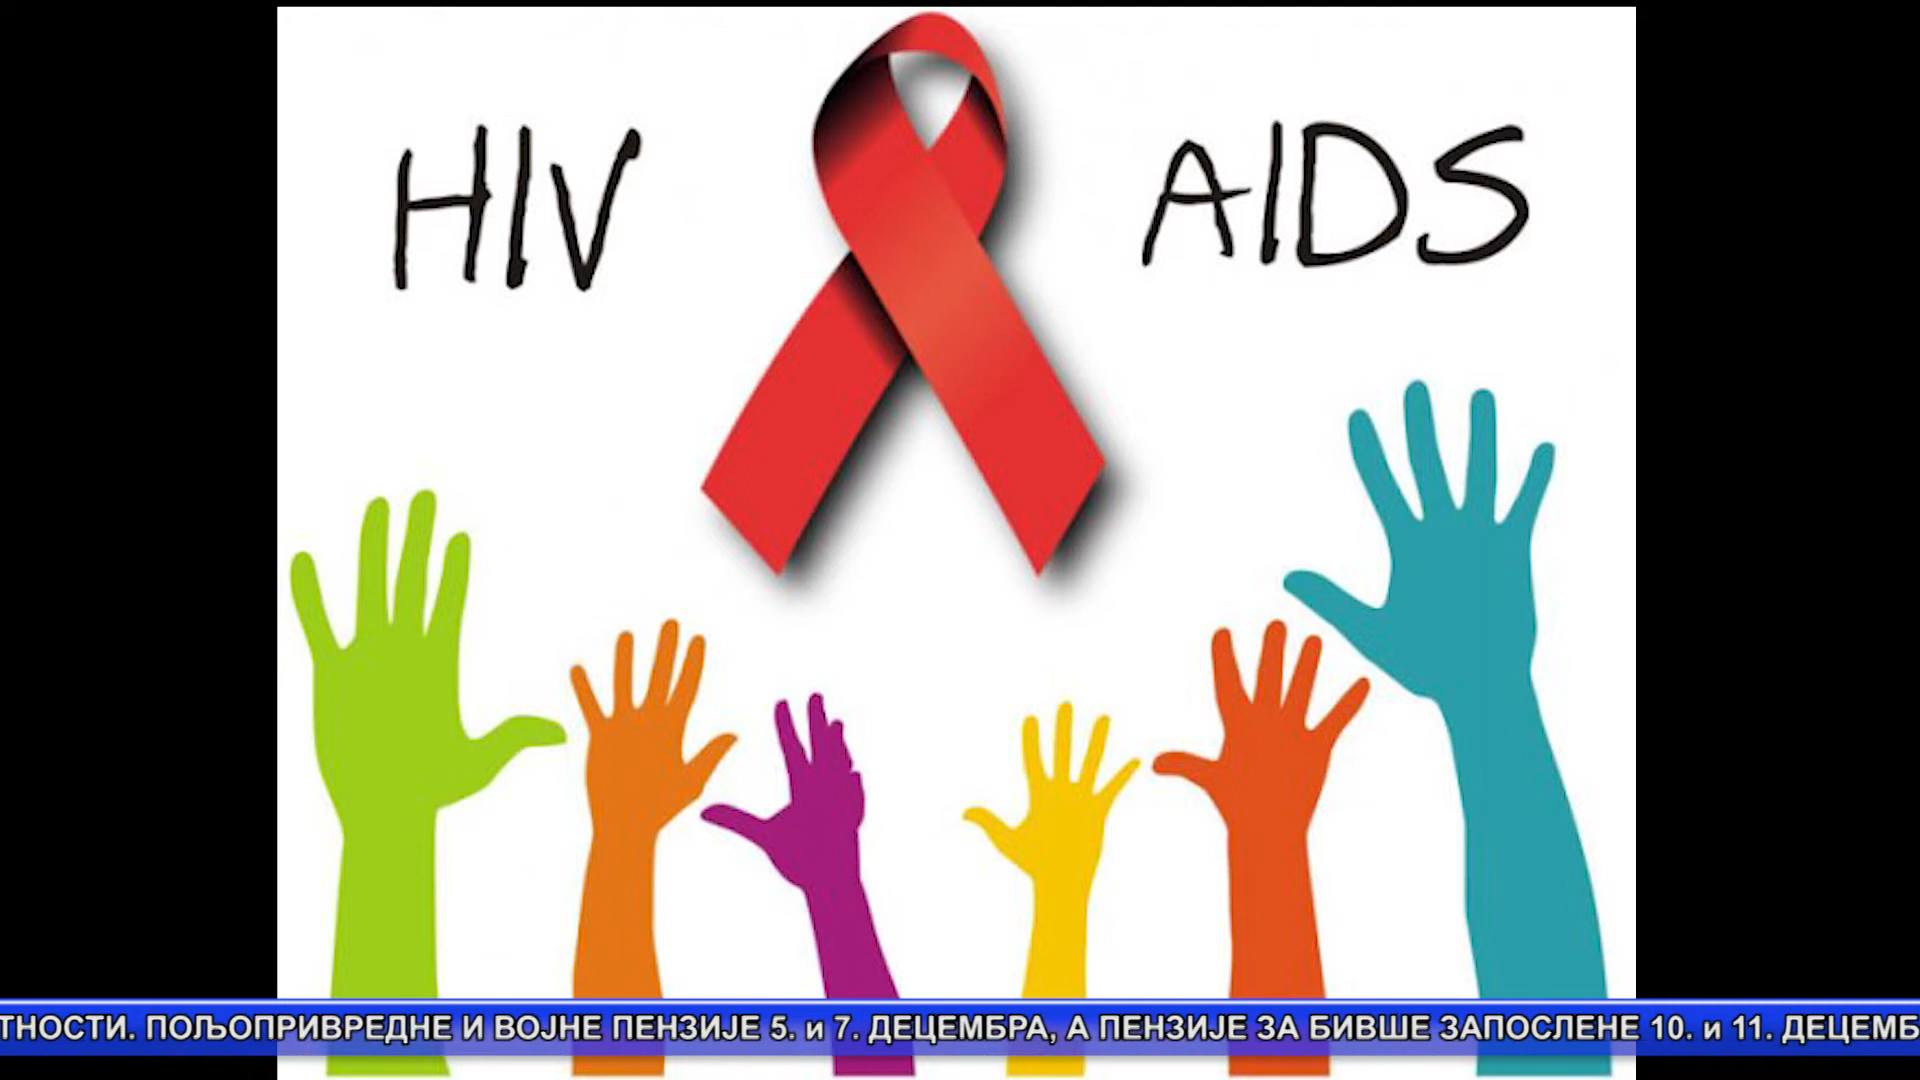 HIV AIDS
ТНОСТИ. ПОЉОПРИВРЕДНЕ И ВОЈНЕ ПЕНЗИЈЕ 5. и 7. ДЕЦЕМБРА, А ПЕНЗИЈЕ ЗА БИВШЕ ЗАПОСЛЕНЕ 10. и 11. ДЕЦЕМБ